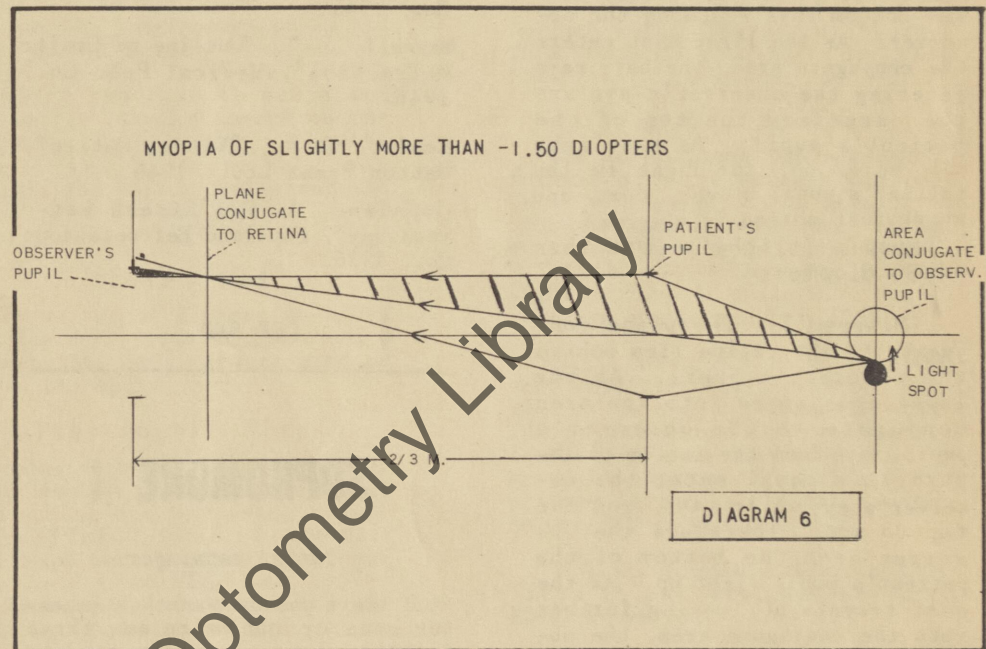 MYOPIA OF SLIGHTLY MORE THAN -1.50 DIOPTERS
PLANE
CONJUGATE
TO RETINA
OBSERVER'S
PUPIL
PATIENT'S
PUPIL
AREA
CONJUGATE
TO OBSERV.
PUPIL
LIGHT
SPOT
2/3 M.
DIAGRAM 6
Optometry Library